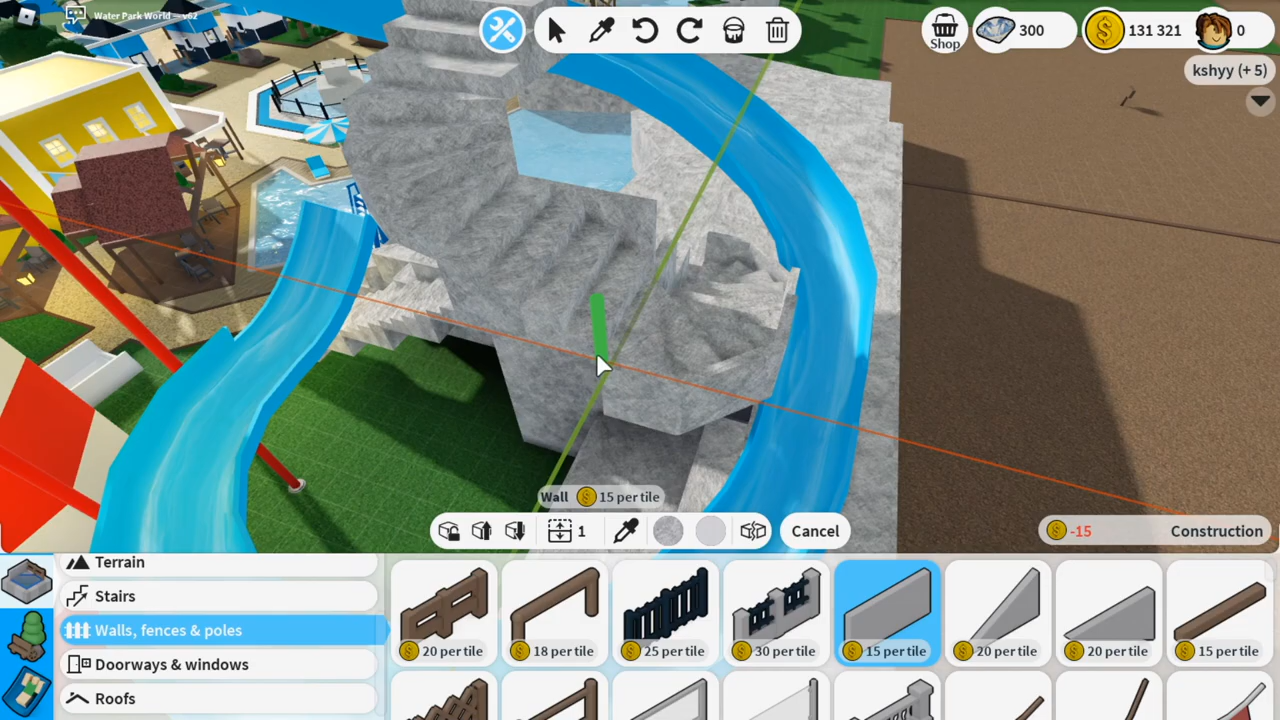 Water Park World — v62
Shop
300
131 321
0
kshyy (+ 5)
Wall 15 per tile
1
Cancel
-15 Construction
Terrain
Stairs
Walls, fences & poles
Doorways & windows
Roofs
20 per tile
18 per tile
25 per tile
30 per tile
15 per tile
20 per tile
20 per tile
15 per tile